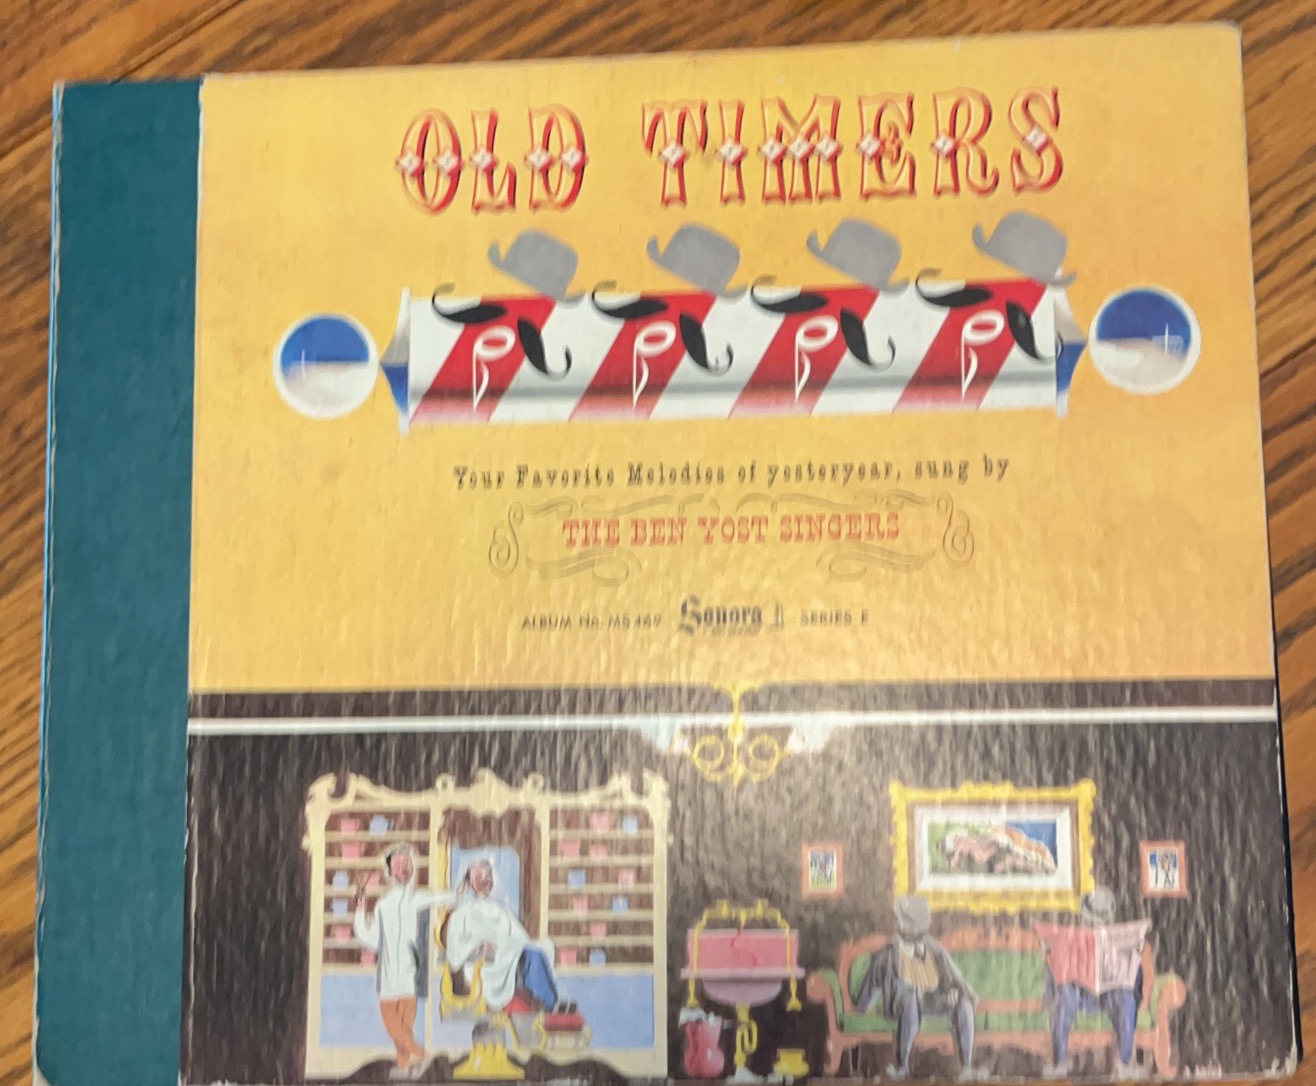 OLD TIMERS
Your Favorite Melodies of yesteryear, sung by
THE BEN YOST SINGERS
ALBUM No. MS 469 Sonora SERIES E